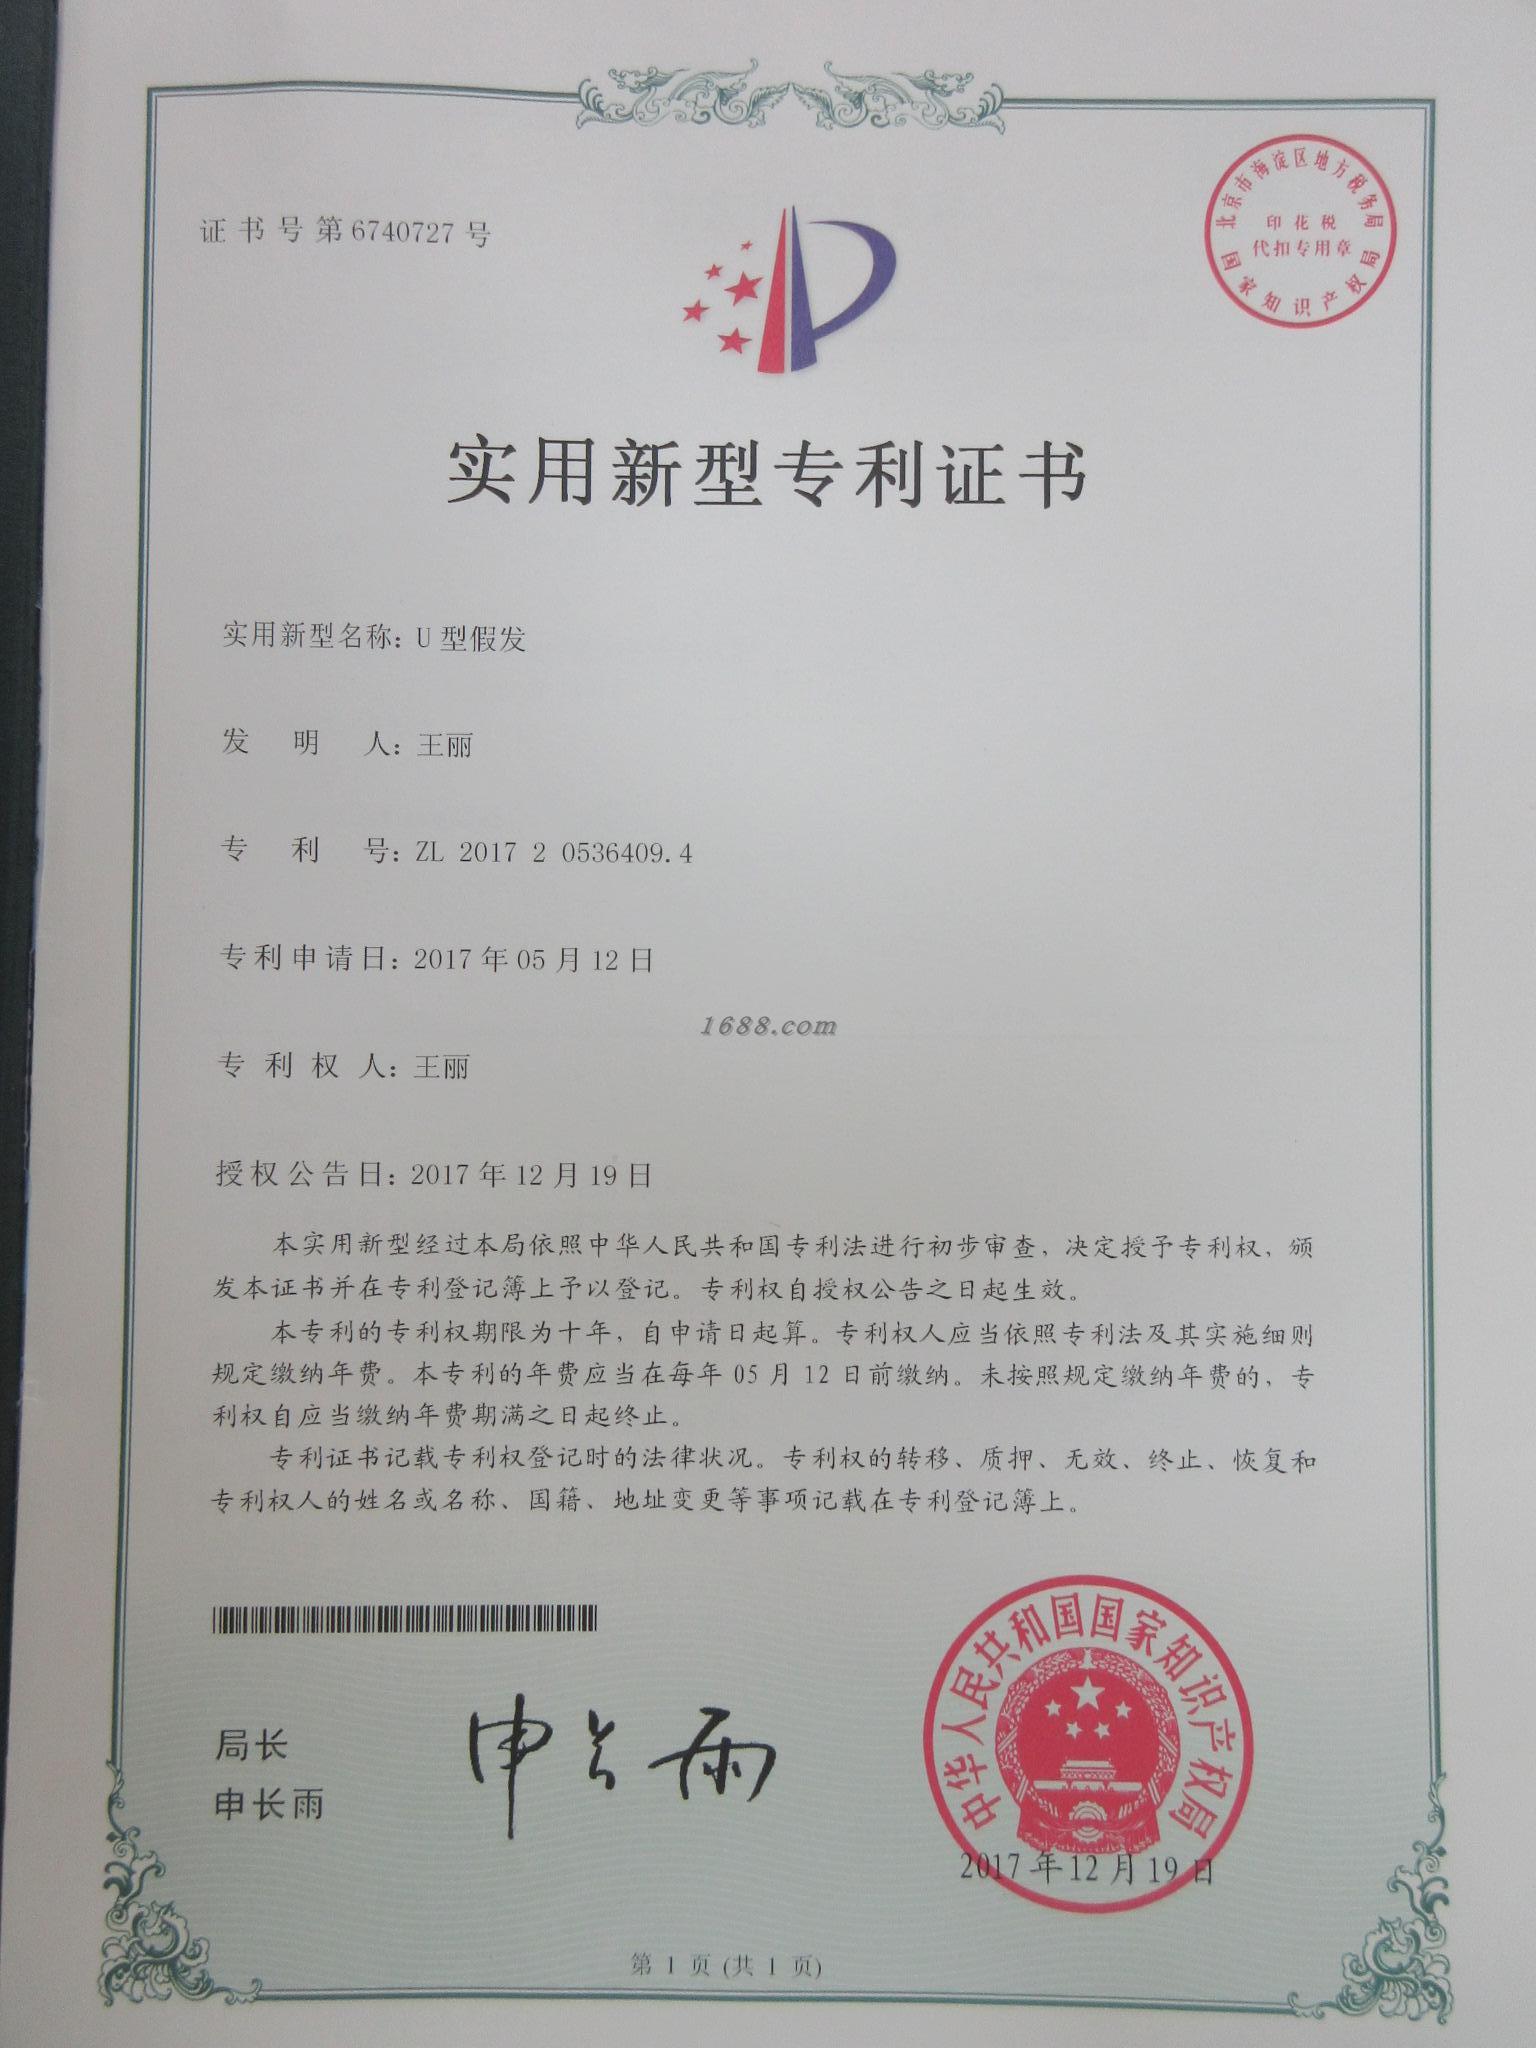 证书号第6740727号
北京市海淀区地方税务局
印花税
代扣专用章
国家知识产权局
实用新型专利证书
实用新型名称：U型假发
发明人：王丽
专利号：ZL 2017 2 0536409.4
专利申请日：2017年05月12日
1688.com
专利权人：王丽
授权公告日：2017年12月19日
本实用新型经过本局依照中华人民共和国专利法进行初步审查，决定授予专利权，颁
发本证书并在专利登记簿上予以登记。专利权自授权公告之日起生效。
本专利的专利权期限为十年，自申请日起算。专利权人应当依照专利法及其实施细则
规定缴纳年费。本专利的年费应当在每年05月12日前缴纳。未按照规定缴纳年费的，专
利权自应当缴纳年费期满之日起终止。
专利证书记载专利权登记时的法律状况。专利权的转移、质押、无效、终止、恢复和
专利权人的姓名或名称、国籍、地址变更等事项记载在专利登记簿上。
局长
申长雨
申长雨
中华人民共和国国家知识产权局
2017年12月19日
第1页(共1页)